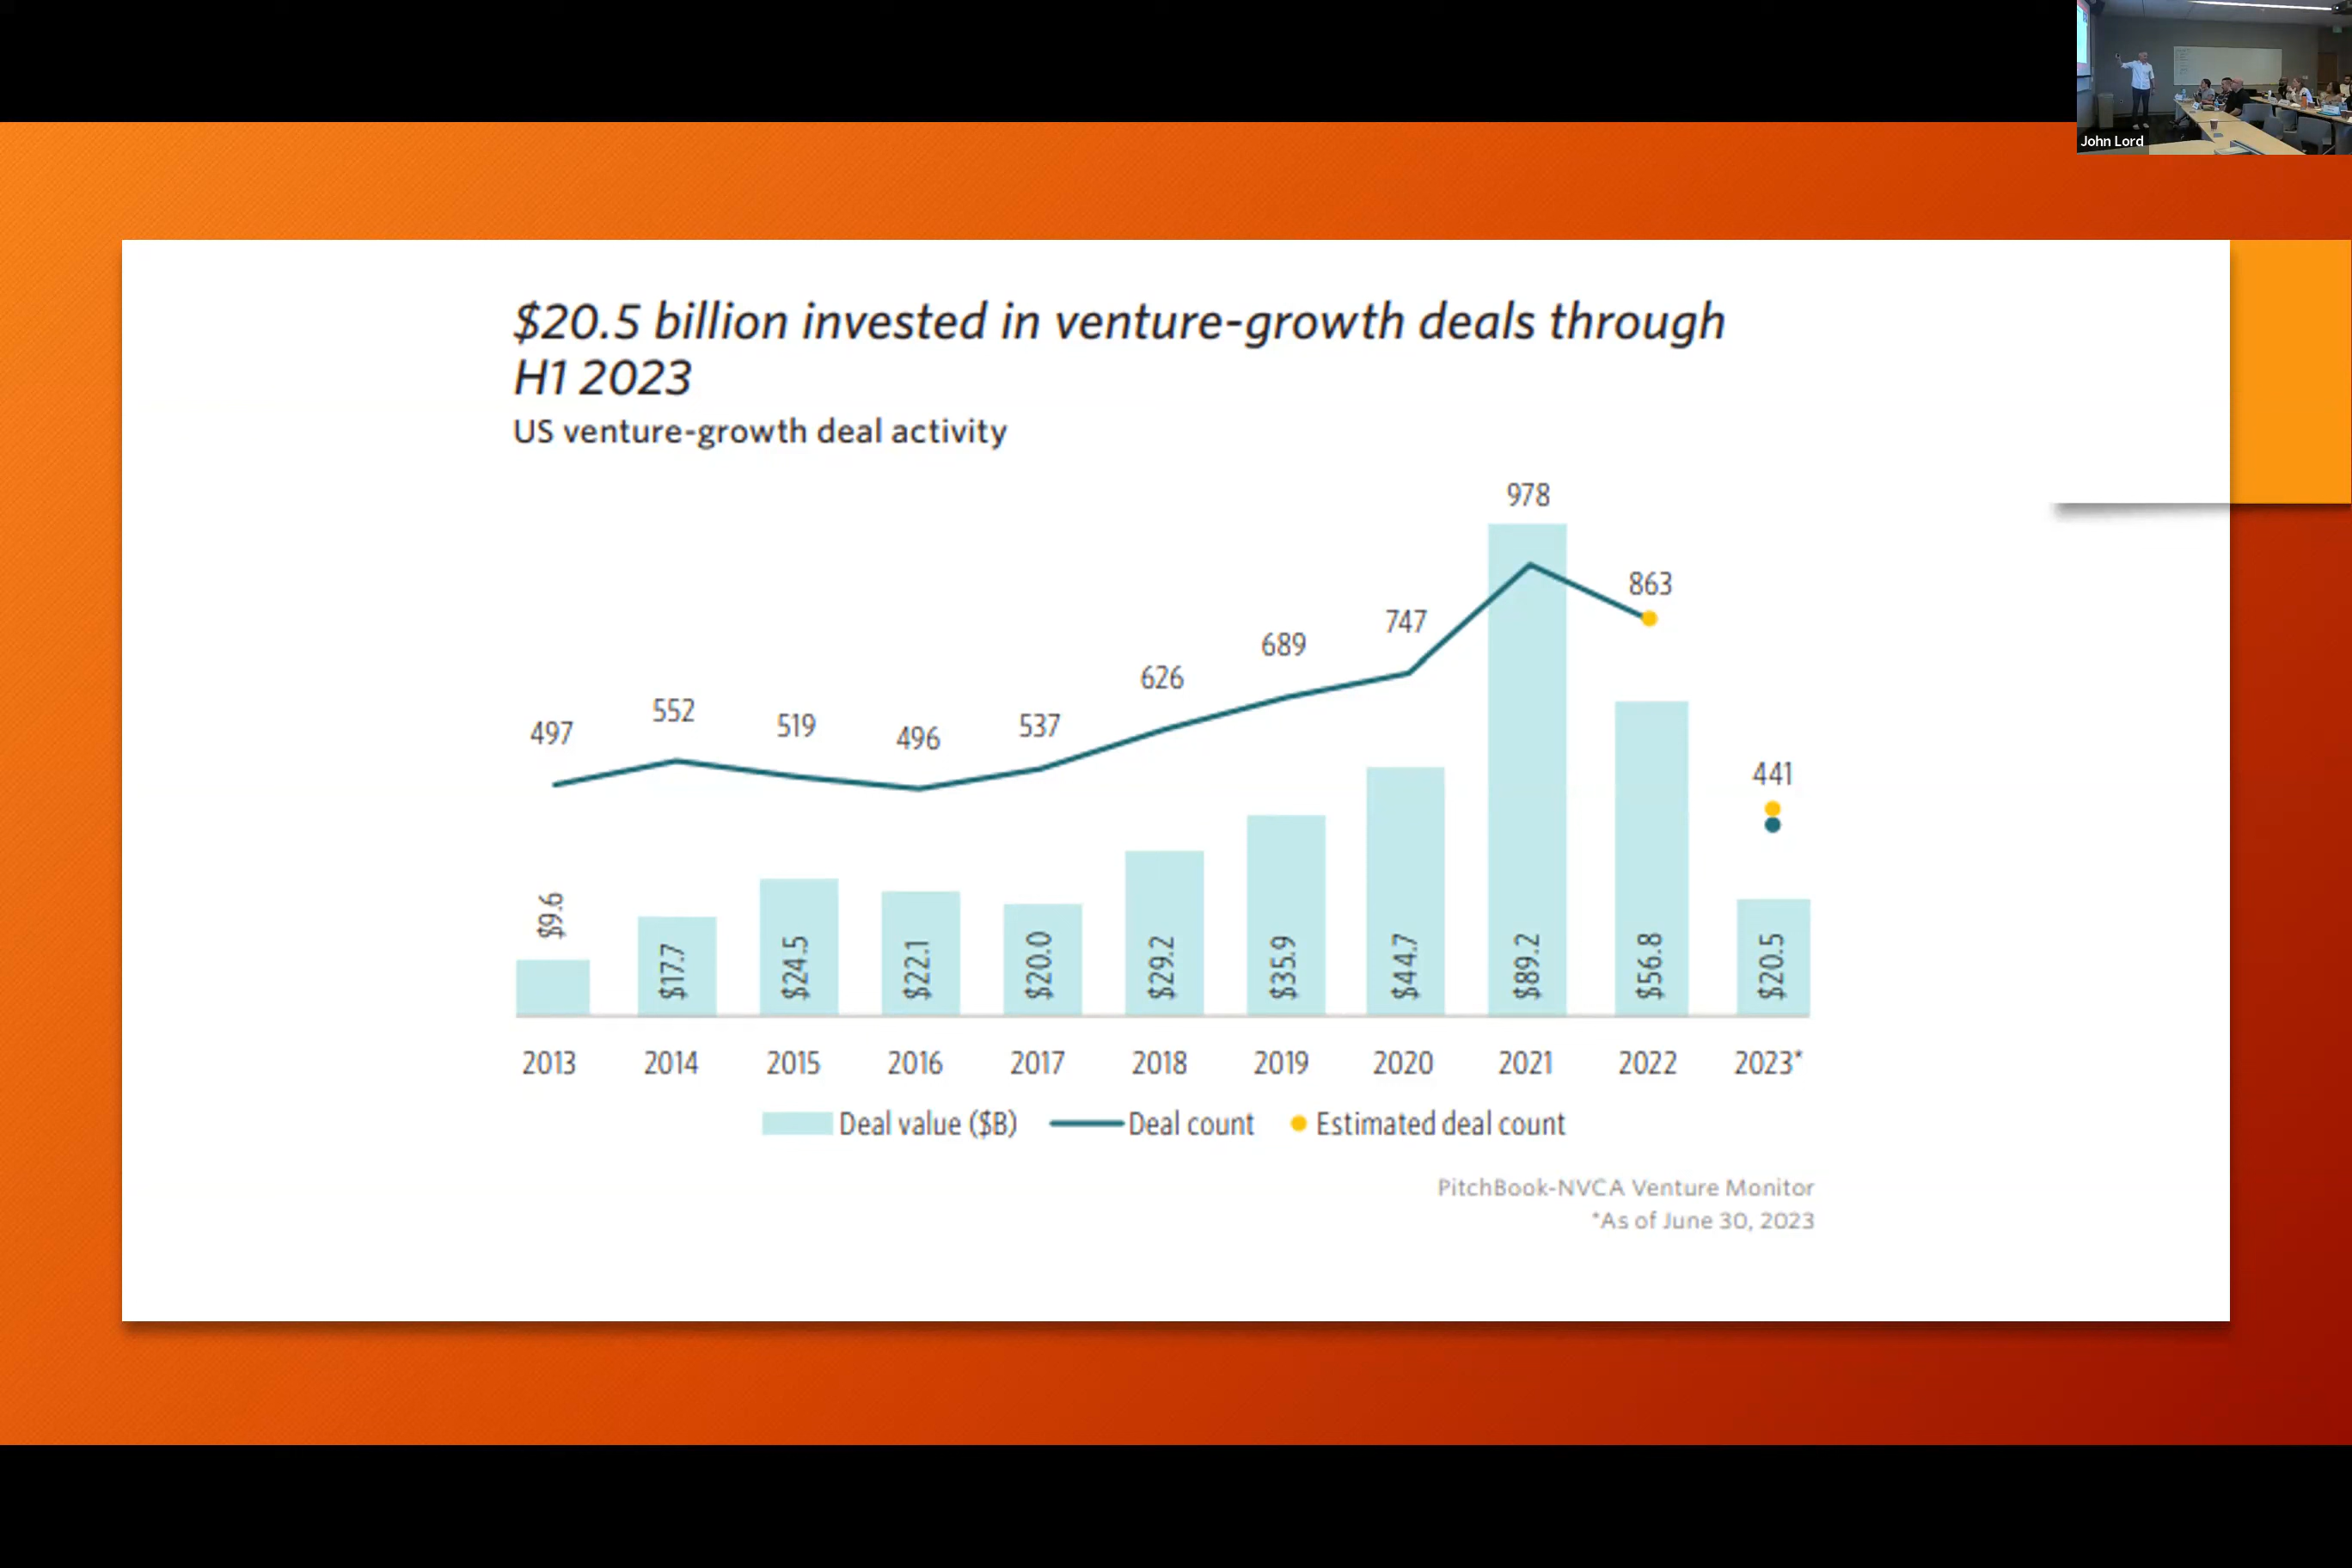 John Lord
$20.5 billion invested in venture-growth deals through
H1 2023
US venture-growth deal activity
978
863
747
689
626
441
552
519
537
497
496
$9.6
$17.7
$24.5
$22.1
$20.0
$29.2
$35.9
$44.7
$89.2
$56.8
$20.5
2013 2014 2015 2016 2017 2018 2019 2020 2021 2022 2023*
Deal value ($B) Deal count Estimated deal count
PitchBook-NVCA Venture Monitor
*As of June 30, 2023